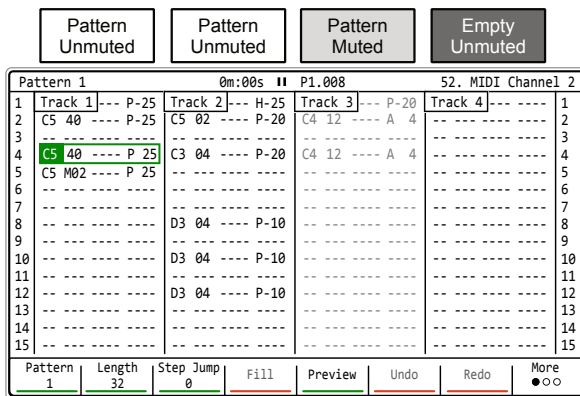 Pattern Unmuted Pattern Unmuted Pattern Muted Empty Unmuted
Pattern 1 0m:00s II P1.008 52. MIDI Channel 2
1 Track 1 --- P-25 Track 2 --- H-25 Track 3 --- P-20 Track 4 --- ---- 1
2 C5 40 ---- P-25 C5 02 ---- P-20 C4 12 ---- A 4 -- --- ---- ---- 2
3 -- --- ---- ---- -- --- ---- ---- -- --- ---- ---- -- --- ---- ---- 3
4 C5 40 ---- P 25 C3 04 ---- P-20 C4 12 ---- A 4 -- --- ---- ---- 4
5 C5 M02 ---- P 25 -- --- ---- ---- -- --- ---- ---- -- --- ---- ---- 5
6 -- --- ---- ---- -- --- ---- ---- -- --- ---- ---- -- --- ---- ---- 6
7 -- --- ---- ---- -- --- ---- ---- -- --- ---- ---- -- --- ---- ---- 7
8 -- --- ---- ---- D3 04 ---- P-10 -- --- ---- ---- -- --- ---- ---- 8
9 -- --- ---- ---- -- --- ---- ---- -- --- ---- ---- -- --- ---- ---- 9
10 -- --- ---- ---- D3 04 ---- P-10 -- --- ---- ---- -- --- ---- ---- 10
11 -- --- ---- ---- -- --- ---- ---- -- --- ---- ---- -- --- ---- ---- 11
12 -- --- ---- ---- D3 04 ---- P-10 -- --- ---- ---- -- --- ---- ---- 12
13 -- --- ---- ---- -- --- ---- ---- -- --- ---- ---- -- --- ---- ---- 13
14 -- --- ---- ---- -- --- ---- ---- -- --- ---- ---- -- --- ---- ---- 14
15 -- --- ---- ---- -- --- ---- ---- -- --- ---- ---- -- --- ---- ---- 15
Pattern Length Step Jump Fill Preview Undo Redo More
1 32 0